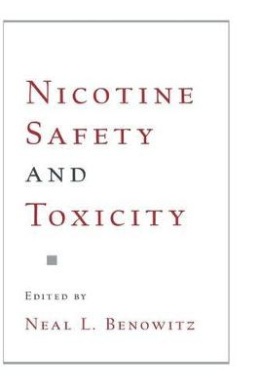 NICOTINE
SAFETY
AND
TOXICITY
EDITED BY
NEAL L. BENOWITZ